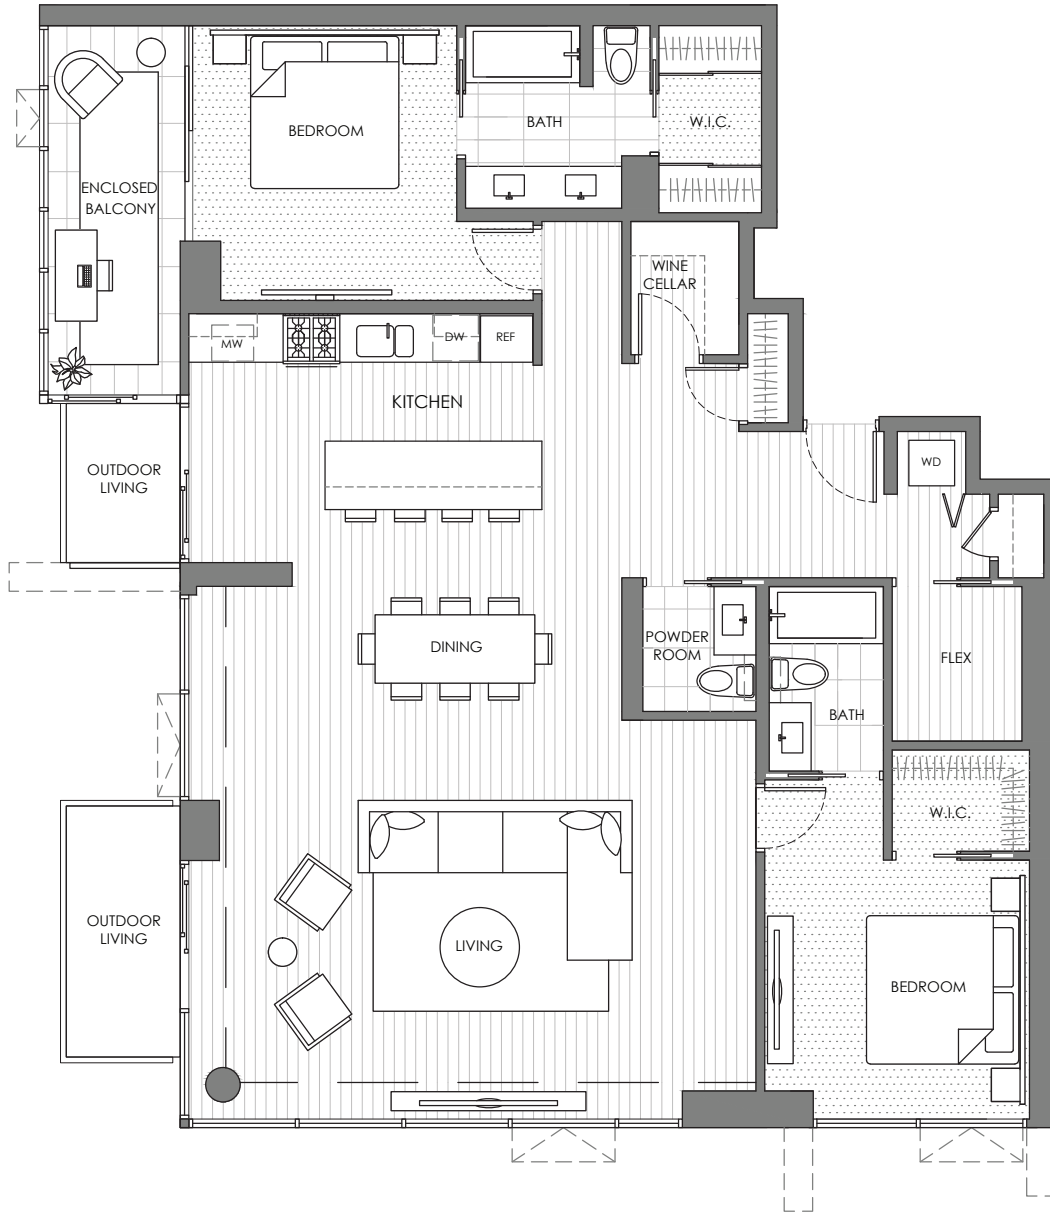 BEDROOM
BATH
W.I.C.
ENCLOSED
BALCONY
WINE
CELLAR
MW
DW
REF
KITCHEN
OUTDOOR
LIVING
WD
POWDER
ROOM
DINING
FLEX
BATH
W.I.C.
OUTDOOR
LIVING
LIVING
BEDROOM